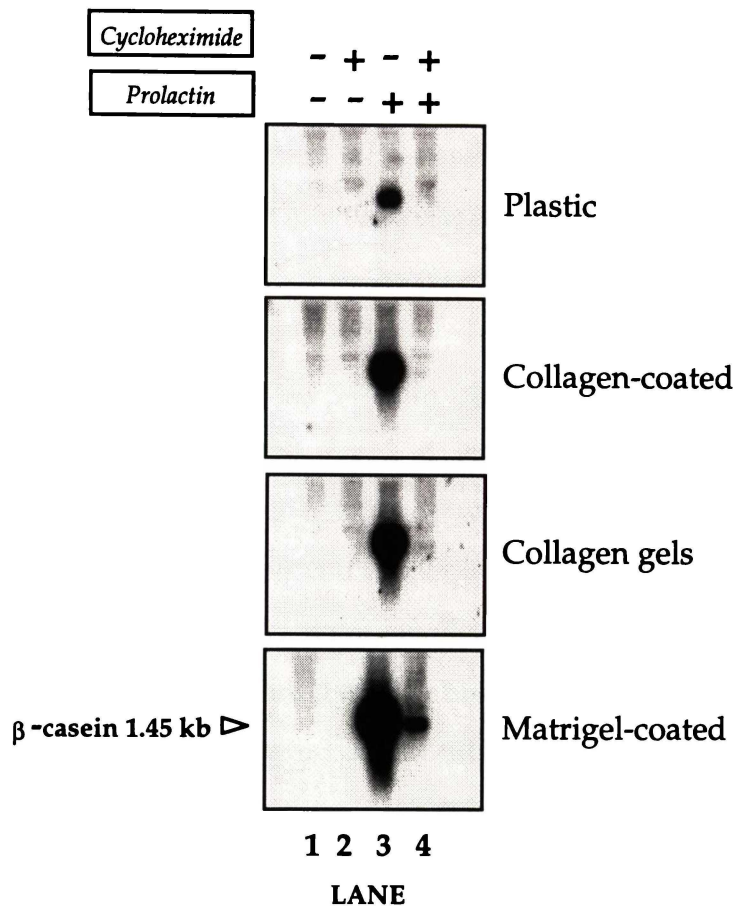 Cycloheximide - + - +
Prolactin - - + +
Plastic
Collagen-coated
Collagen gels
β-casein 1.45 kb ▷ Matrigel-coated
1 2 3 4
LANE